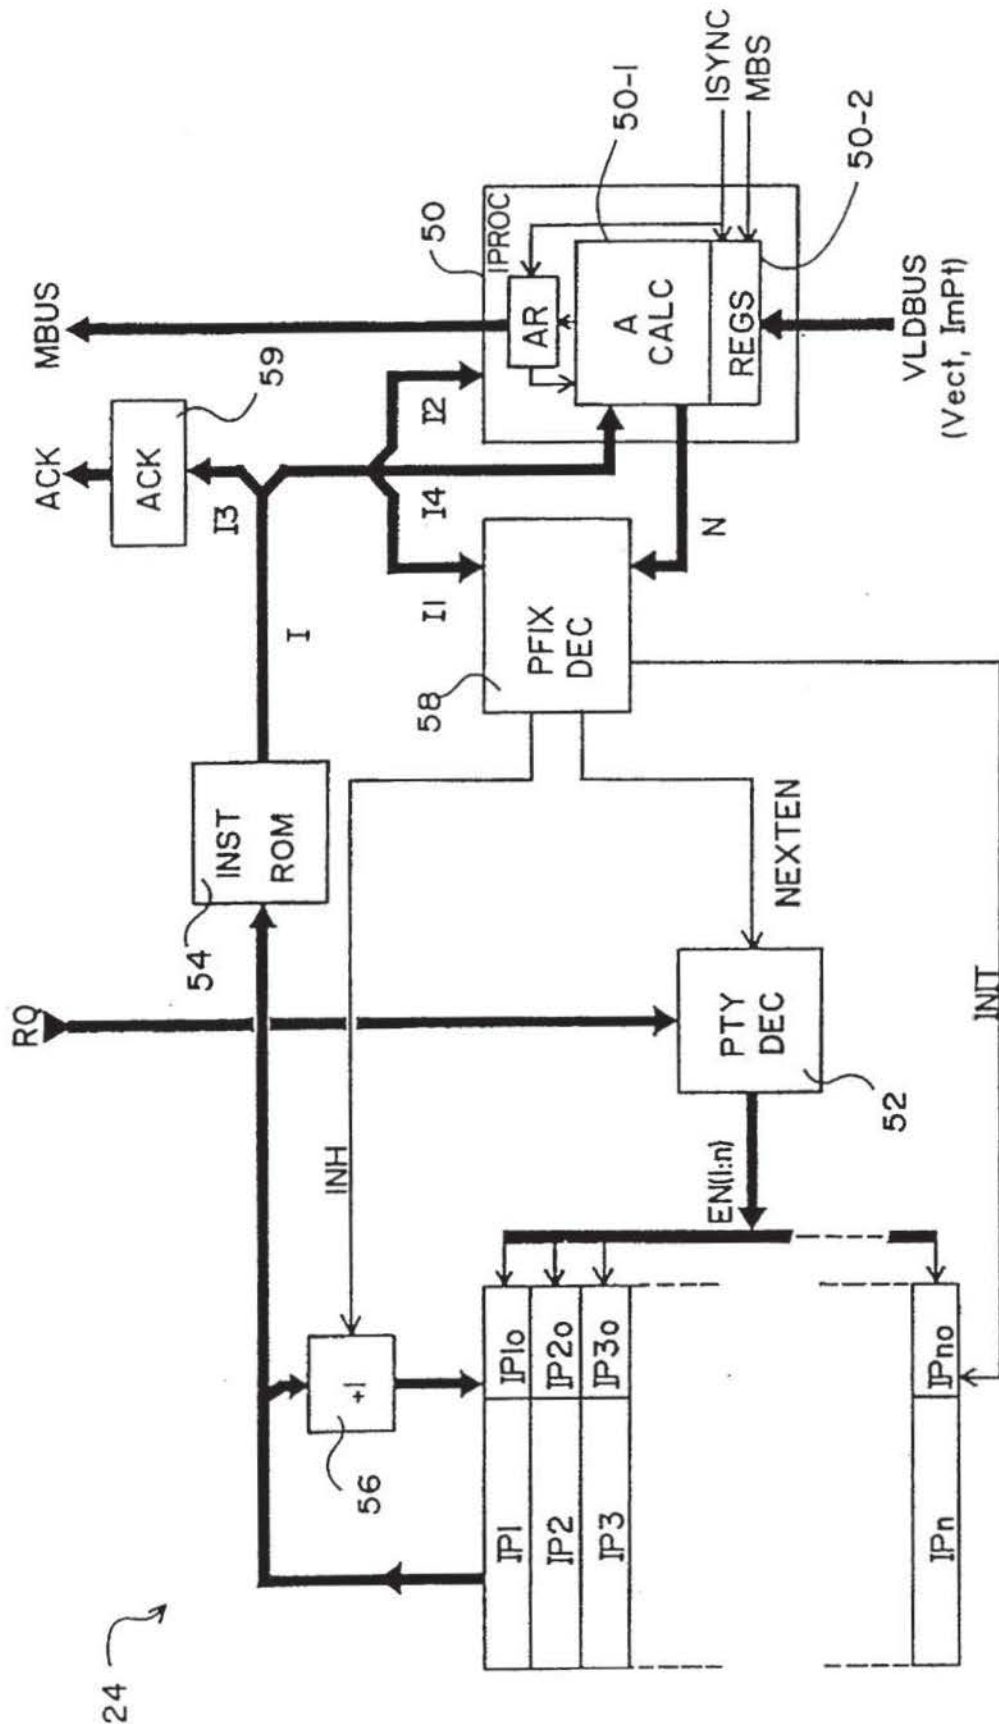 24
RQ
ACK
MBUS
54
INST
ROM
I
I3
ACK
59
I1
I4
I2
50
IPROC
AR
A
CALC
REGS
50-1
50-2
ISYNC
MBS
VLDBUS
(Vect, ImPt)
N
58
PFIX
DEC
INH
NEXTEN
INIT
PTY
DEC
52
EN(1:n)
56
+1
IP1 IP1o
IP2 IP2o
IP3 IP3o
IPn IPno